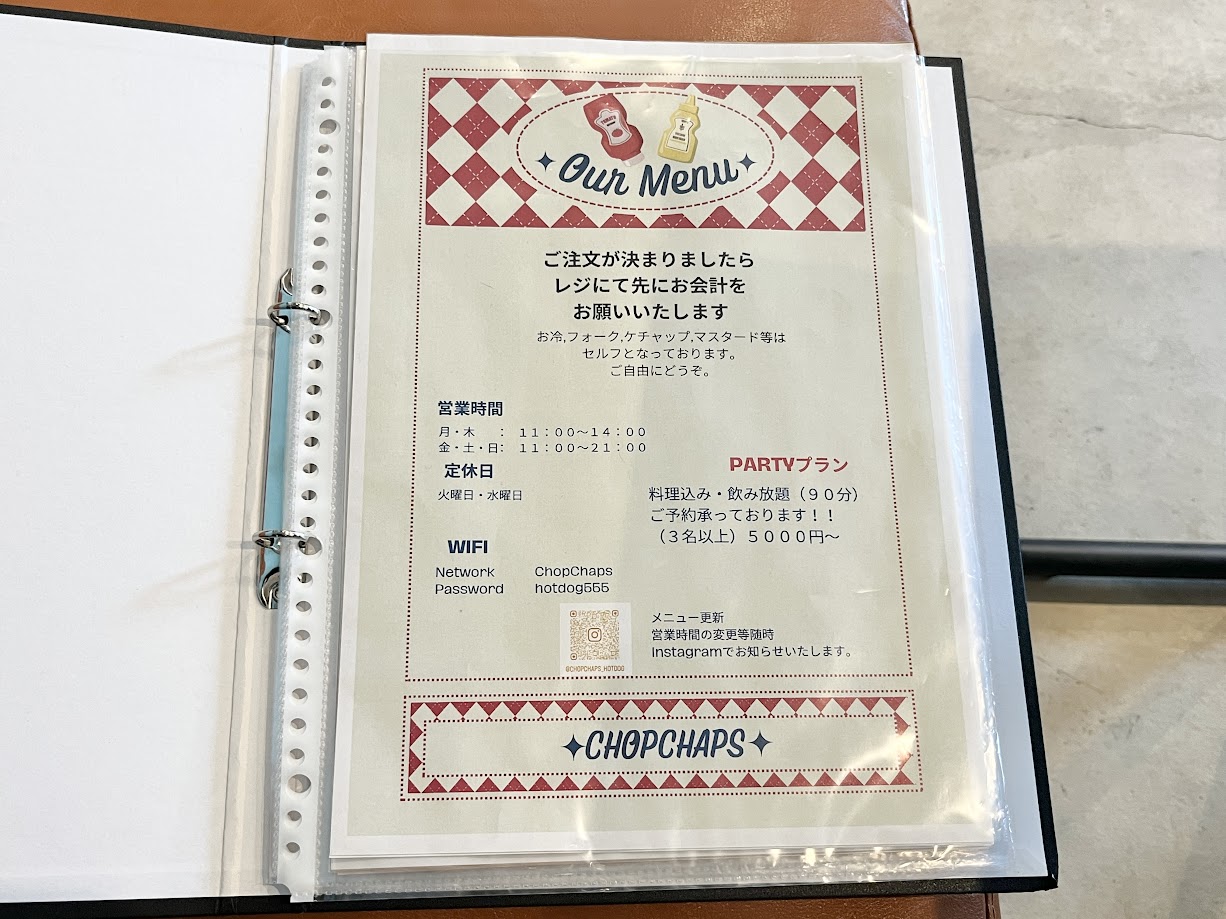 Our Menu
ご注文が決まりましたら
レジにて先にお会計を
お願いいたします
お冷,フォーク,ケチャップ,マスタード等は
セルフとなっております。
ご自由にどうぞ。
営業時間
月・木 : 11:00～14:00
金・土・日: 11:00～21:00
定休日
火曜日・水曜日
PARTYプラン
料理込み・飲み放題（90分）
ご予約承っております！！
（3名以上）5000円～
WIFI
Network ChopChaps
Password hotdog555
@CHOPCHAPS_HOTDOG
メニュー更新
営業時間の変更等随時
instagramでお知らせいたします。
CHOPCHAPS